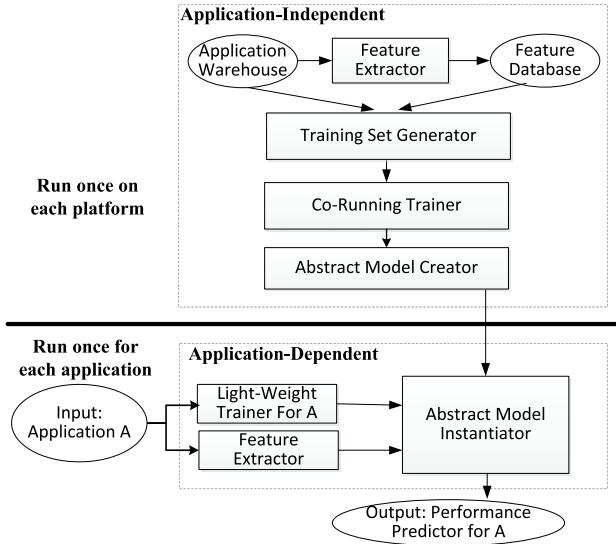 Application-Independent
Application
Warehouse
Feature
Extractor
Feature
Database
Training Set Generator
Run once on
each platform
Co-Running Trainer
Abstract Model Creator
Run once for
each application
Application-Dependent
Input:
Application A
Light-Weight
Trainer For A
Feature
Extractor
Abstract Model
Instantiator
Output: Performance
Predictor for A